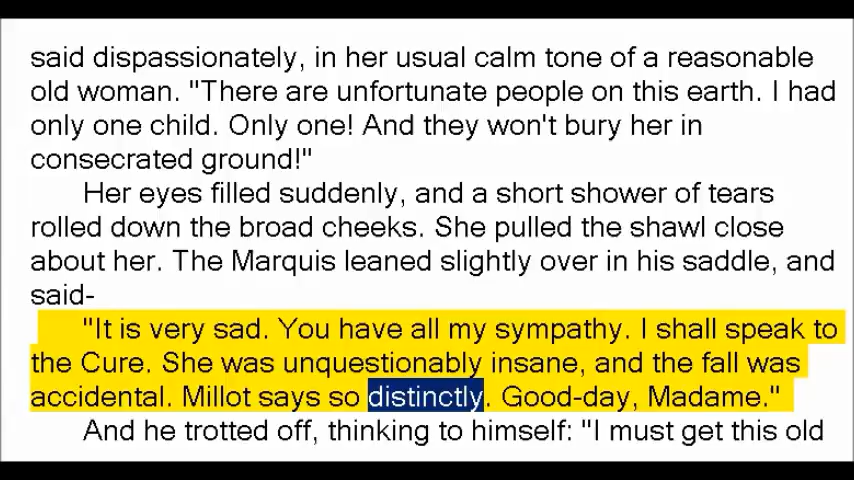 said dispassionately, in her usual calm tone of a reasonable
old woman. "There are unfortunate people on this earth. I had
only one child. Only one! And they won't bury her in
consecrated ground!"
Her eyes filled suddenly, and a short shower of tears
rolled down the broad cheeks. She pulled the shawl close
about her. The Marquis leaned slightly over in his saddle, and
said-
"It is very sad. You have all my sympathy. I shall speak to
the Cure. She was unquestionably insane, and the fall was
accidental. Millot says so distinctly. Good-day, Madame."
And he trotted off, thinking to himself: "I must get this old